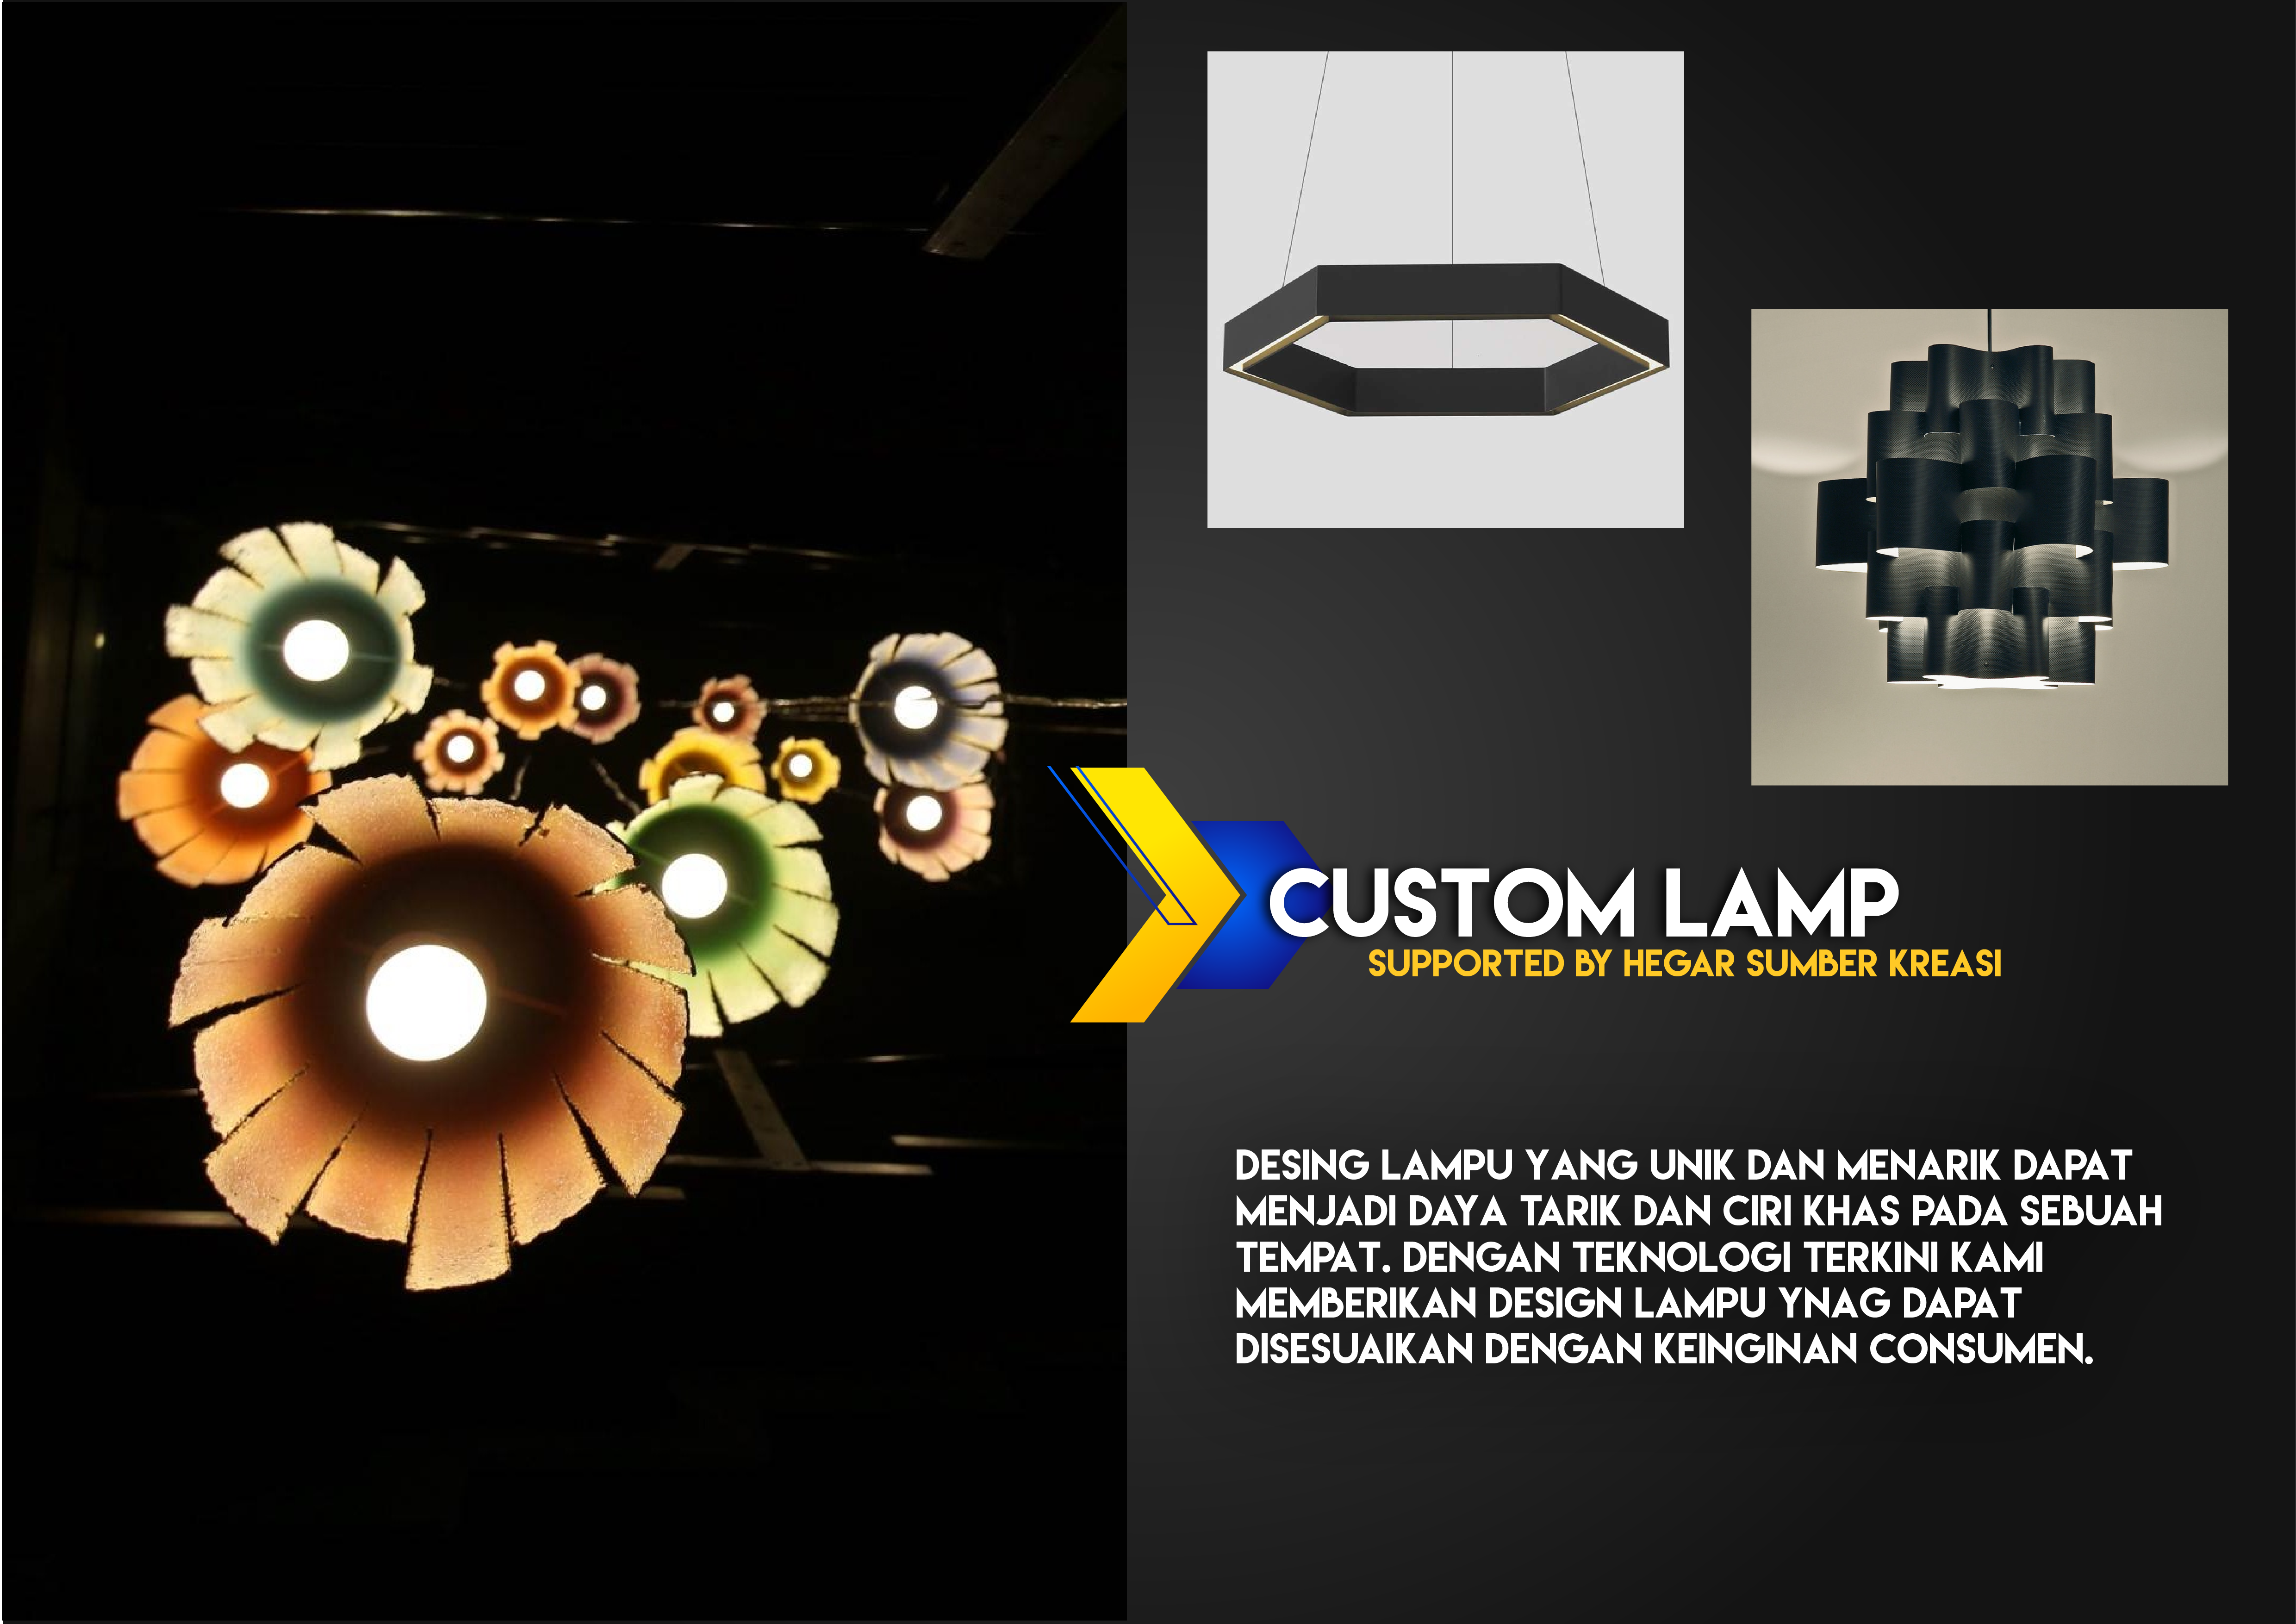 CUSTOM LAMP
SUPPORTED BY HEGAR SUMBER KREASI
DESING LAMPU YANG UNIK DAN MENARIK DAPAT
MENJADI DAYA TARIK DAN CIRI KHAS PADA SEBUAH
TEMPAT. DENGAN TEKNOLOGI TERKINI KAMI
MEMBERIKAN DESIGN LAMPU YNAG DAPAT
DISESUAIKAN DENGAN KEINGINAN CONSUMEN.